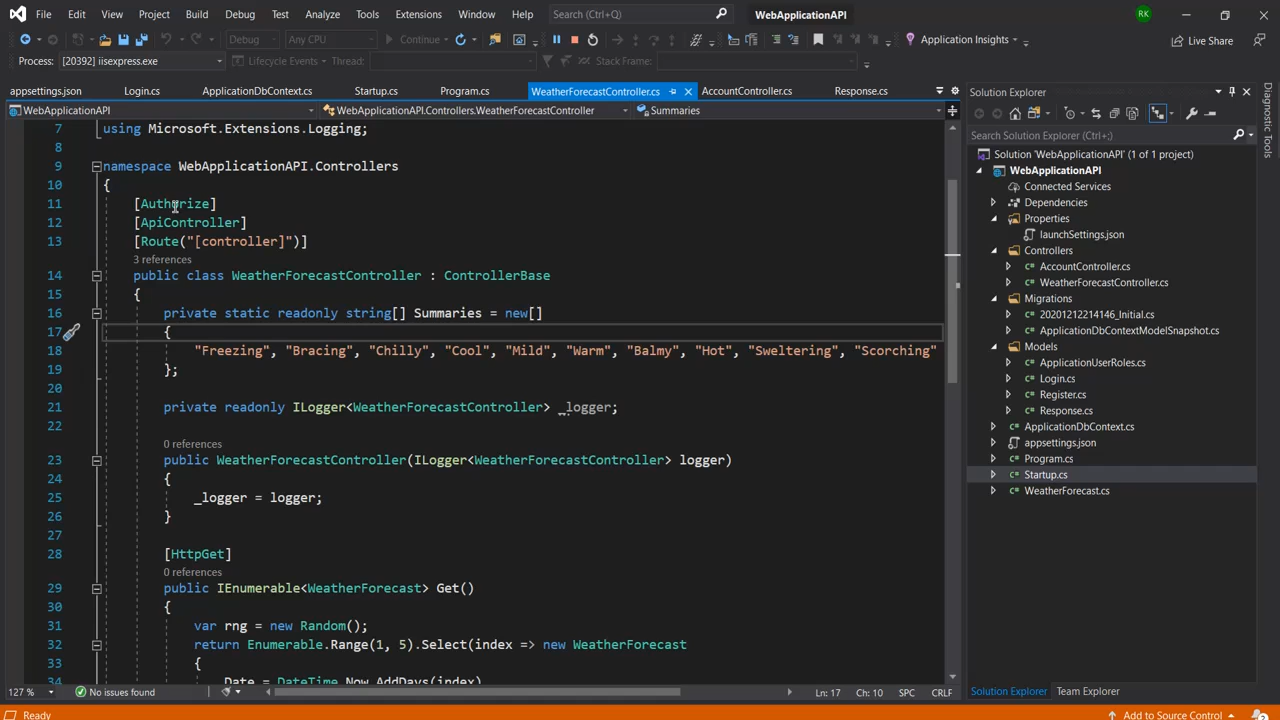 File Edit View Project Build Debug Test Analyze Tools Extensions Window Help Search (Ctrl+Q) WebApplicationAPI RK
Debug Any CPU Continue Application Insights Live Share
Process: [20392] iisexpress.exe Lifecycle Events Thread: Stack Frame:
appsettings.json Login.cs ApplicationDbContext.cs Startup.cs Program.cs WeatherForecastController.cs AccountController.cs Response.cs
WebApplicationAPI WebApplicationAPI.Controllers.WeatherForecastController Summaries
7 using Microsoft.Extensions.Logging;
8
9 namespace WebApplicationAPI.Controllers
10 {
11 [Authorize]
12 [ApiController]
13 [Route("[controller]")]
3 references
14 public class WeatherForecastController : ControllerBase
15 {
16 private static readonly string[] Summaries = new[]
17 {
18 "Freezing", "Bracing", "Chilly", "Cool", "Mild", "Warm", "Balmy", "Hot", "Sweltering", "Scorching"
19 };
20
21 private readonly ILogger<WeatherForecastController> _logger;
22
0 references
23 public WeatherForecastController(ILogger<WeatherForecastController> logger)
24 {
25 _logger = logger;
26 }
27
28 [HttpGet]
0 references
29 public IEnumerable<WeatherForecast> Get()
30 {
31 var rng = new Random();
32 return Enumerable.Range(1, 5).Select(index => new WeatherForecast
33 {
34 Date = DateTime.Now.AddDays(index)
127 % No issues found Ln: 17 Ch: 10 SPC CRLF
Solution Explorer
Search Solution Explorer (Ctrl+;)
Solution 'WebApplicationAPI' (1 of 1 project)
WebApplicationAPI
Connected Services
Dependencies
Properties
launchSettings.json
Controllers
AccountController.cs
WeatherForecastController.cs
Migrations
20201212214146_Initial.cs
ApplicationDbContextModelSnapshot.cs
Models
ApplicationUserRoles.cs
Login.cs
Register.cs
Response.cs
ApplicationDbContext.cs
appsettings.json
Program.cs
Startup.cs
WeatherForecast.cs
Solution Explorer Team Explorer
Diagnostic Tools
Ready Add to Source Control 2